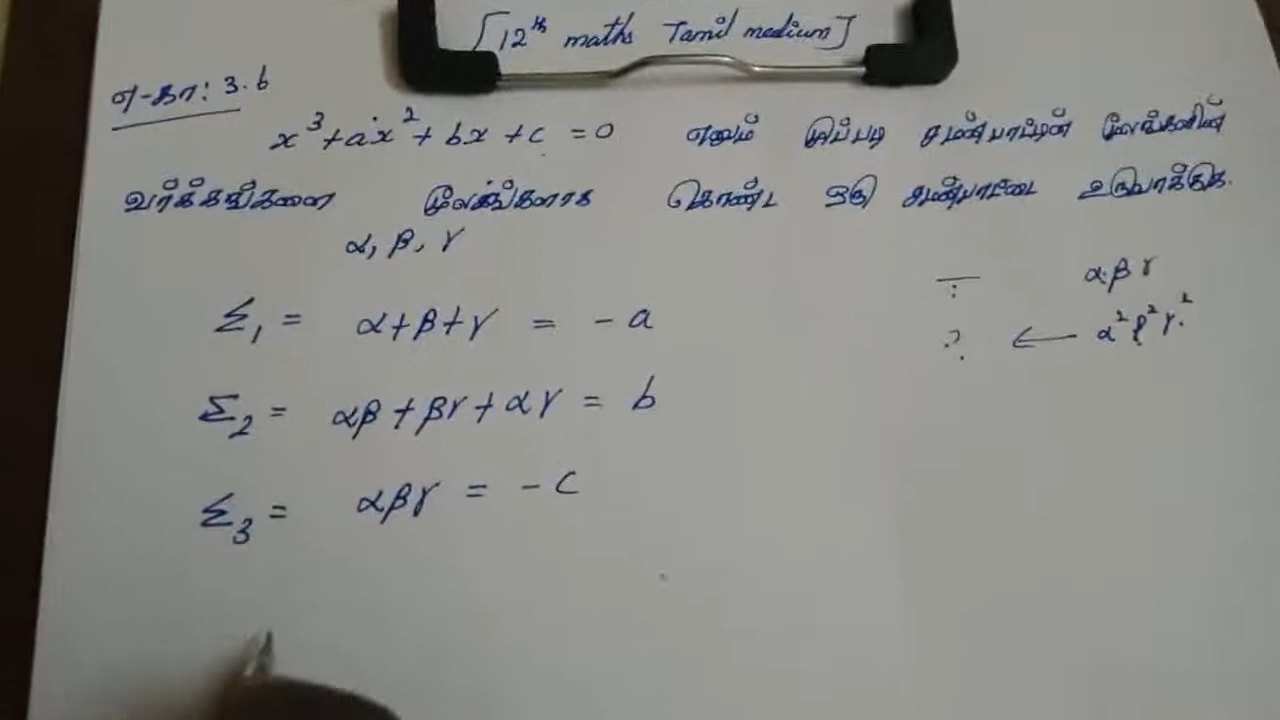 [12th maths Tamil medium]
எ-கா: 3.6
x³ + ax² + bx + c = 0 எனும் முப்படி சமன்பாட்டின் மூலங்களின்
வர்க்கங்களை மூலங்களாக கொண்ட ஒரு சமன்பாட்டை உருவாக்குக.
α, β, γ
αβγ
Σ₁ = α+β+γ = -a
∴ ← α²β²γ²
Σ₂ = αβ+βγ+αγ = b
Σ₃ = αβγ = -c